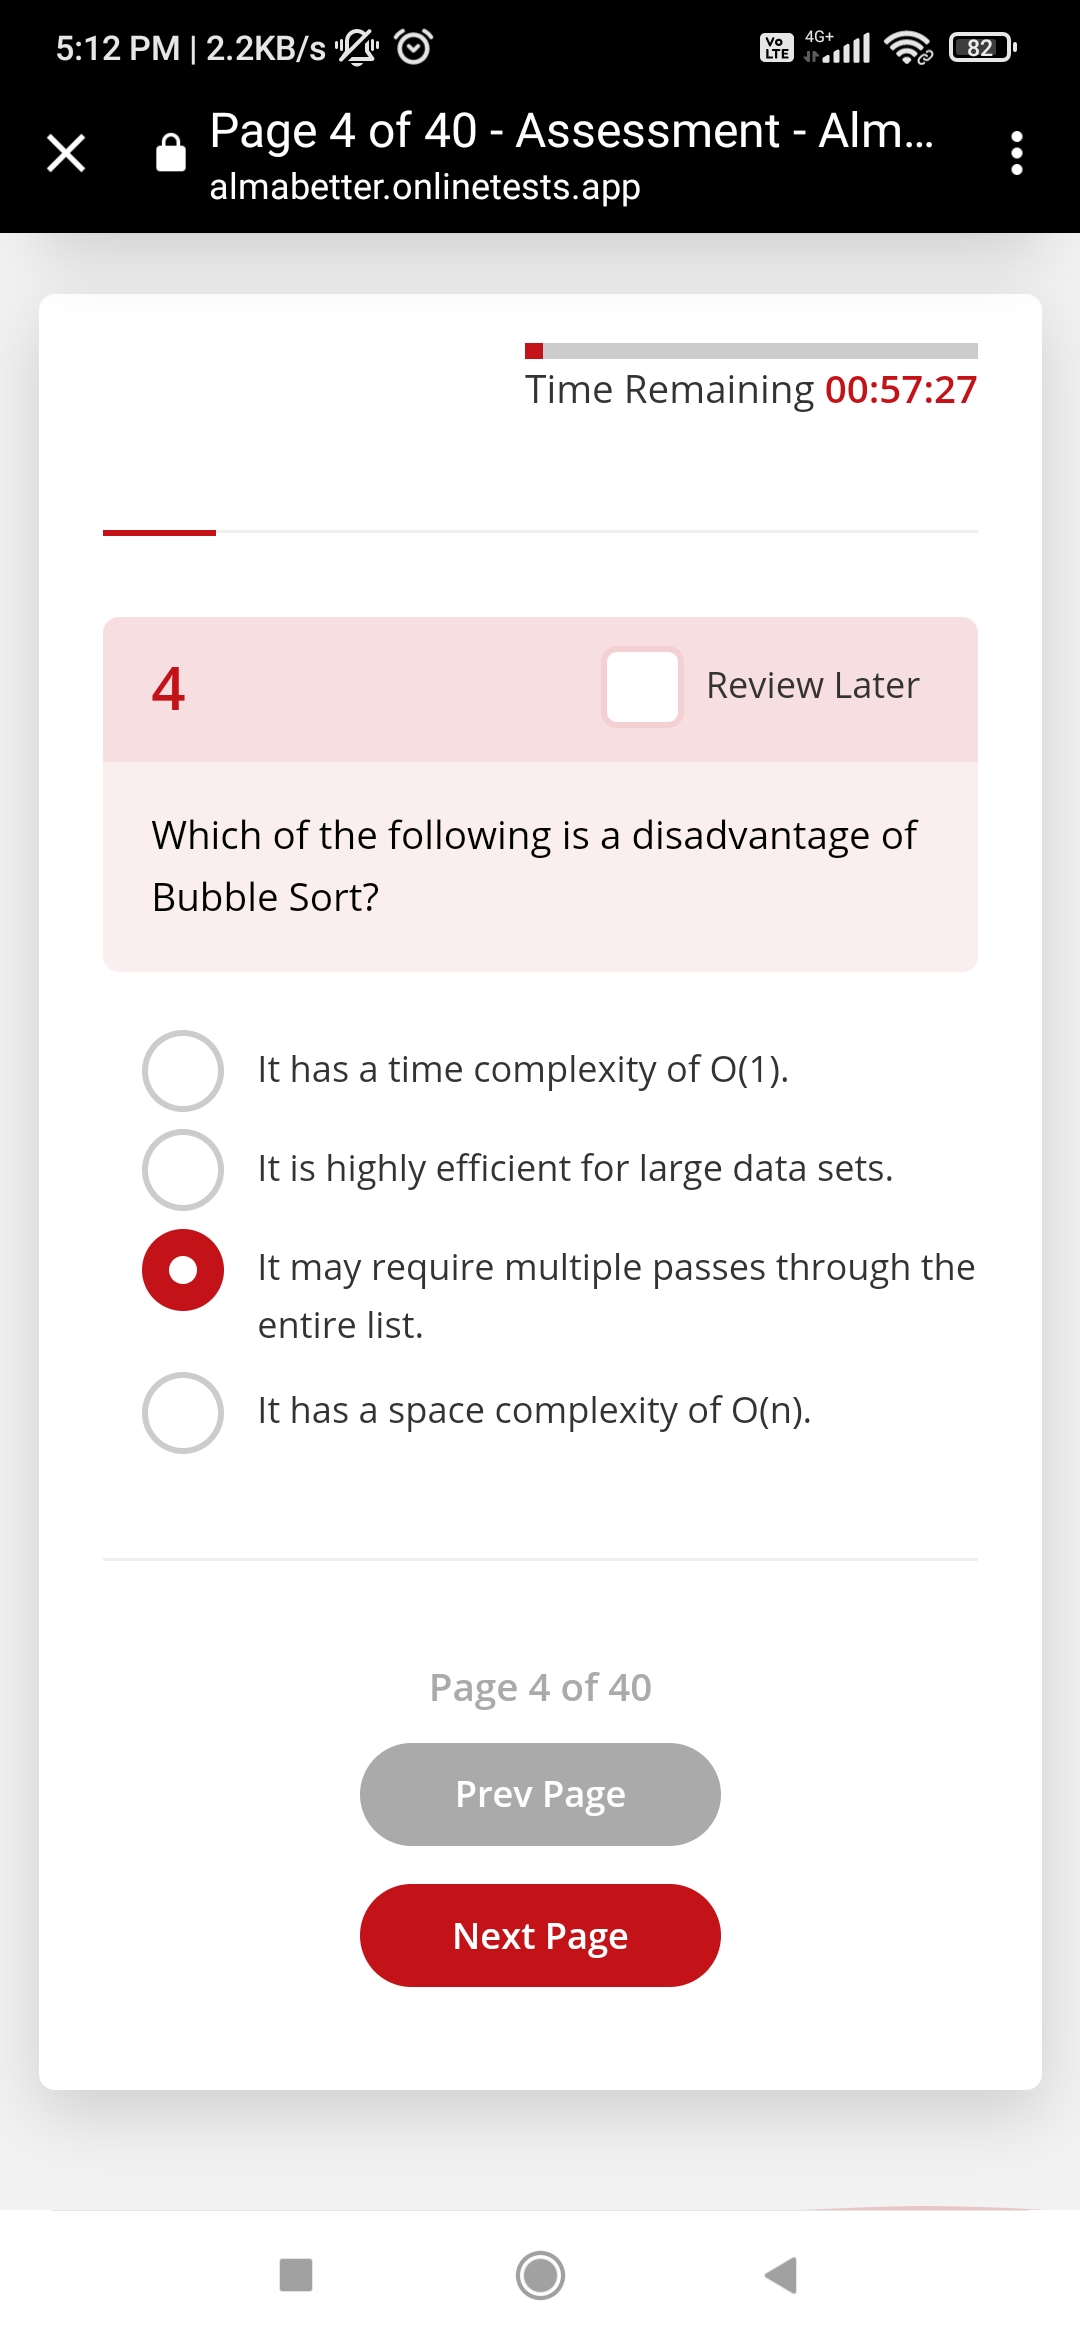 5:12 PM | 2.2KB/s
Vo LTE 4G+ 82
Page 4 of 40 - Assessment - Alm...
almabetter.onlinetests.app
Time Remaining 00:57:27
4 Review Later
Which of the following is a disadvantage of
Bubble Sort?
It has a time complexity of O(1).
It is highly efficient for large data sets.
It may require multiple passes through the
entire list.
It has a space complexity of O(n).
Page 4 of 40
Prev Page
Next Page